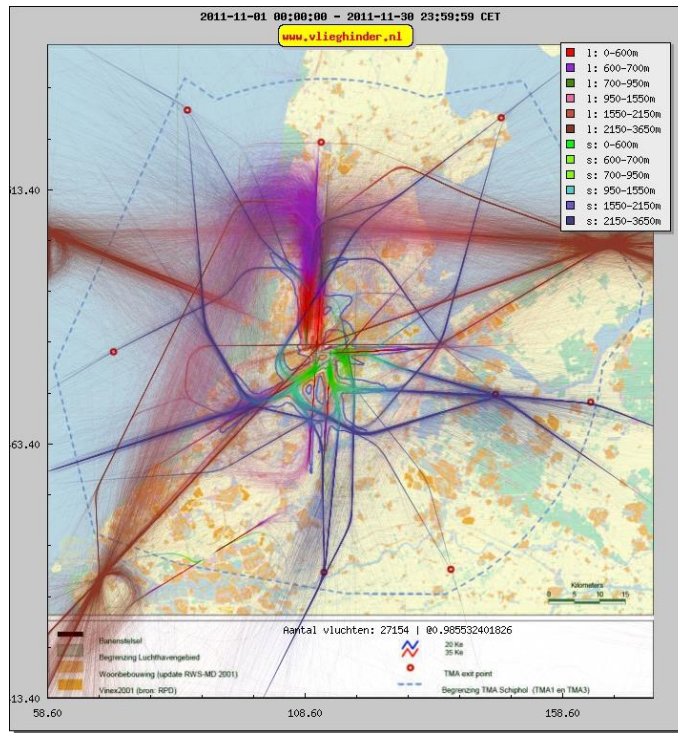 2011-11-01 00:00:00 - 2011-11-30 23:59:59 CET
www.vlieghinder.nl
l: 0-600m
l: 600-700m
l: 700-950m
l: 950-1550m
l: 1550-2150m
l: 2150-3650m
s: 0-600m
s: 600-700m
s: 700-950m
s: 950-1550m
s: 1550-2150m
s: 2150-3650m
13.40
63.40
Kilometers
0 5 10 15
Aantal vluchten: 27154 | @0.985532401826
Banenstelsel
Begrenzing Luchthavengebied
Woonbebouwing (update RWS-MD 2001)
Vinex2001 (bron: RPD)
20 Ke
35 Ke
TMA exit point
Begrenzing TMA Schiphol (TMA1 en TMA3)
13.40
58.60 108.60 158.60